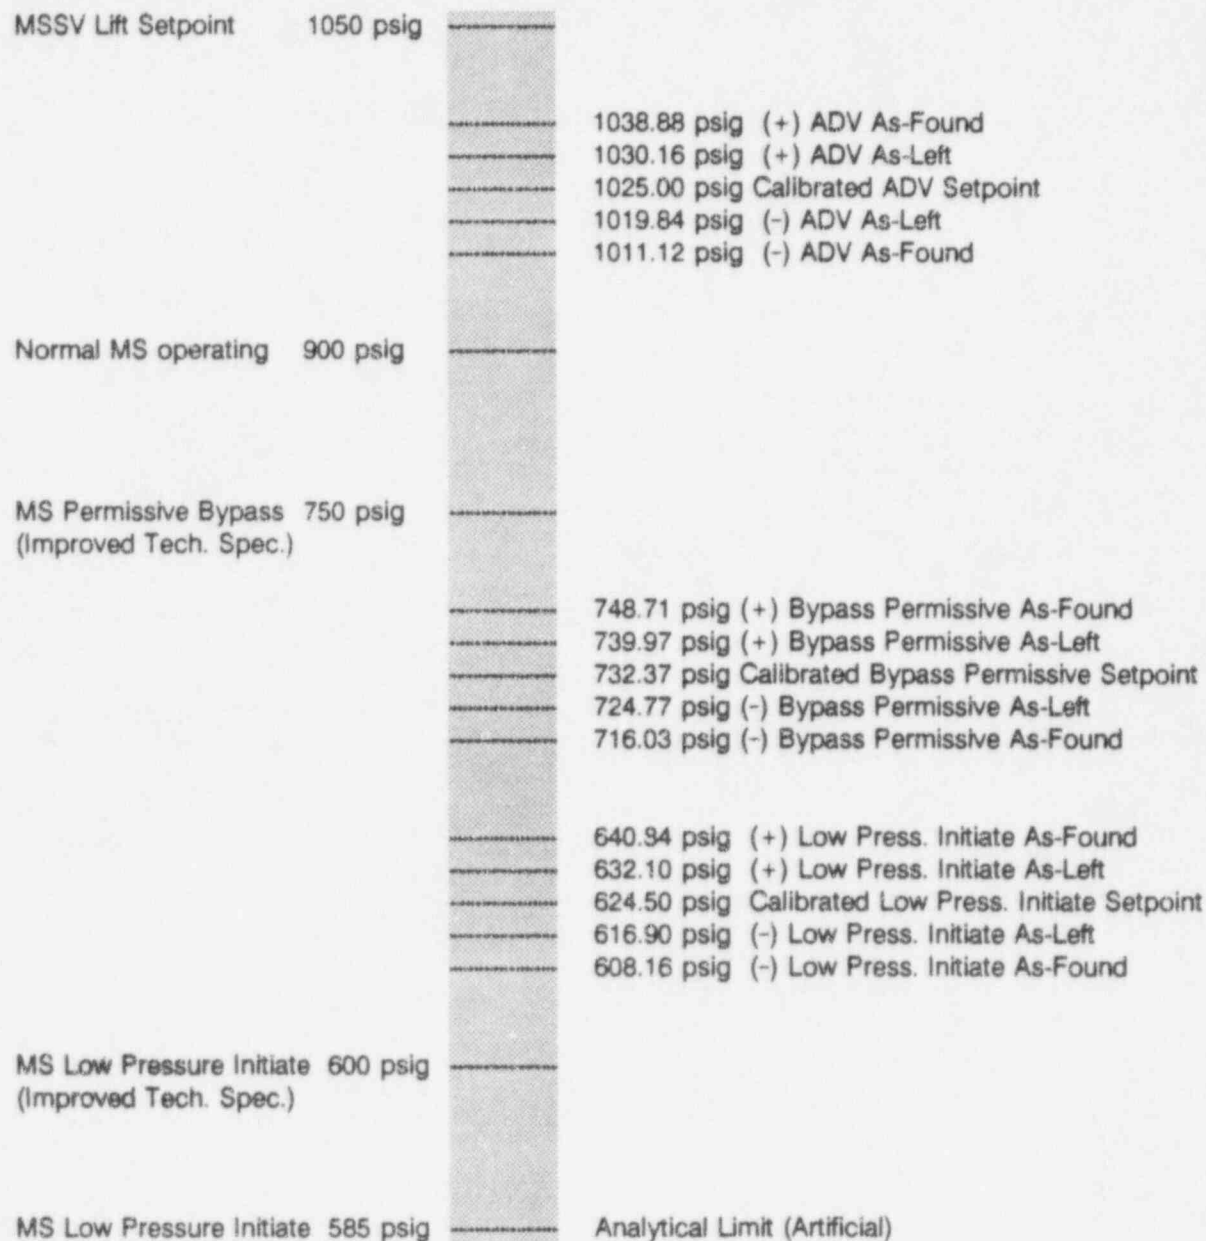 MSSV Lift Setpoint 1050 psig
1038.88 psig (+) ADV As-Found
1030.16 psig (+) ADV As-Left
1025.00 psig Calibrated ADV Setpoint
1019.84 psig (-) ADV As-Left
1011.12 psig (-) ADV As-Found
Normal MS operating 900 psig
MS Permissive Bypass 750 psig
(Improved Tech. Spec.)
748.71 psig (+) Bypass Permissive As-Found
739.97 psig (+) Bypass Permissive As-Left
732.37 psig Calibrated Bypass Permissive Setpoint
724.77 psig (-) Bypass Permissive As-Left
716.03 psig (-) Bypass Permissive As-Found
640.84 psig (+) Low Press. Initiate As-Found
632.10 psig (+) Low Press. Initiate As-Left
624.50 psig Calibrated Low Press. Initiate Setpoint
616.90 psig (-) Low Press. Initiate As-Left
608.16 psig (-) Low Press. Initiate As-Found
MS Low Pressure Initiate 600 psig
(Improved Tech. Spec.)
MS Low Pressure Initiate 585 psig Analytical Limit (Artificial)